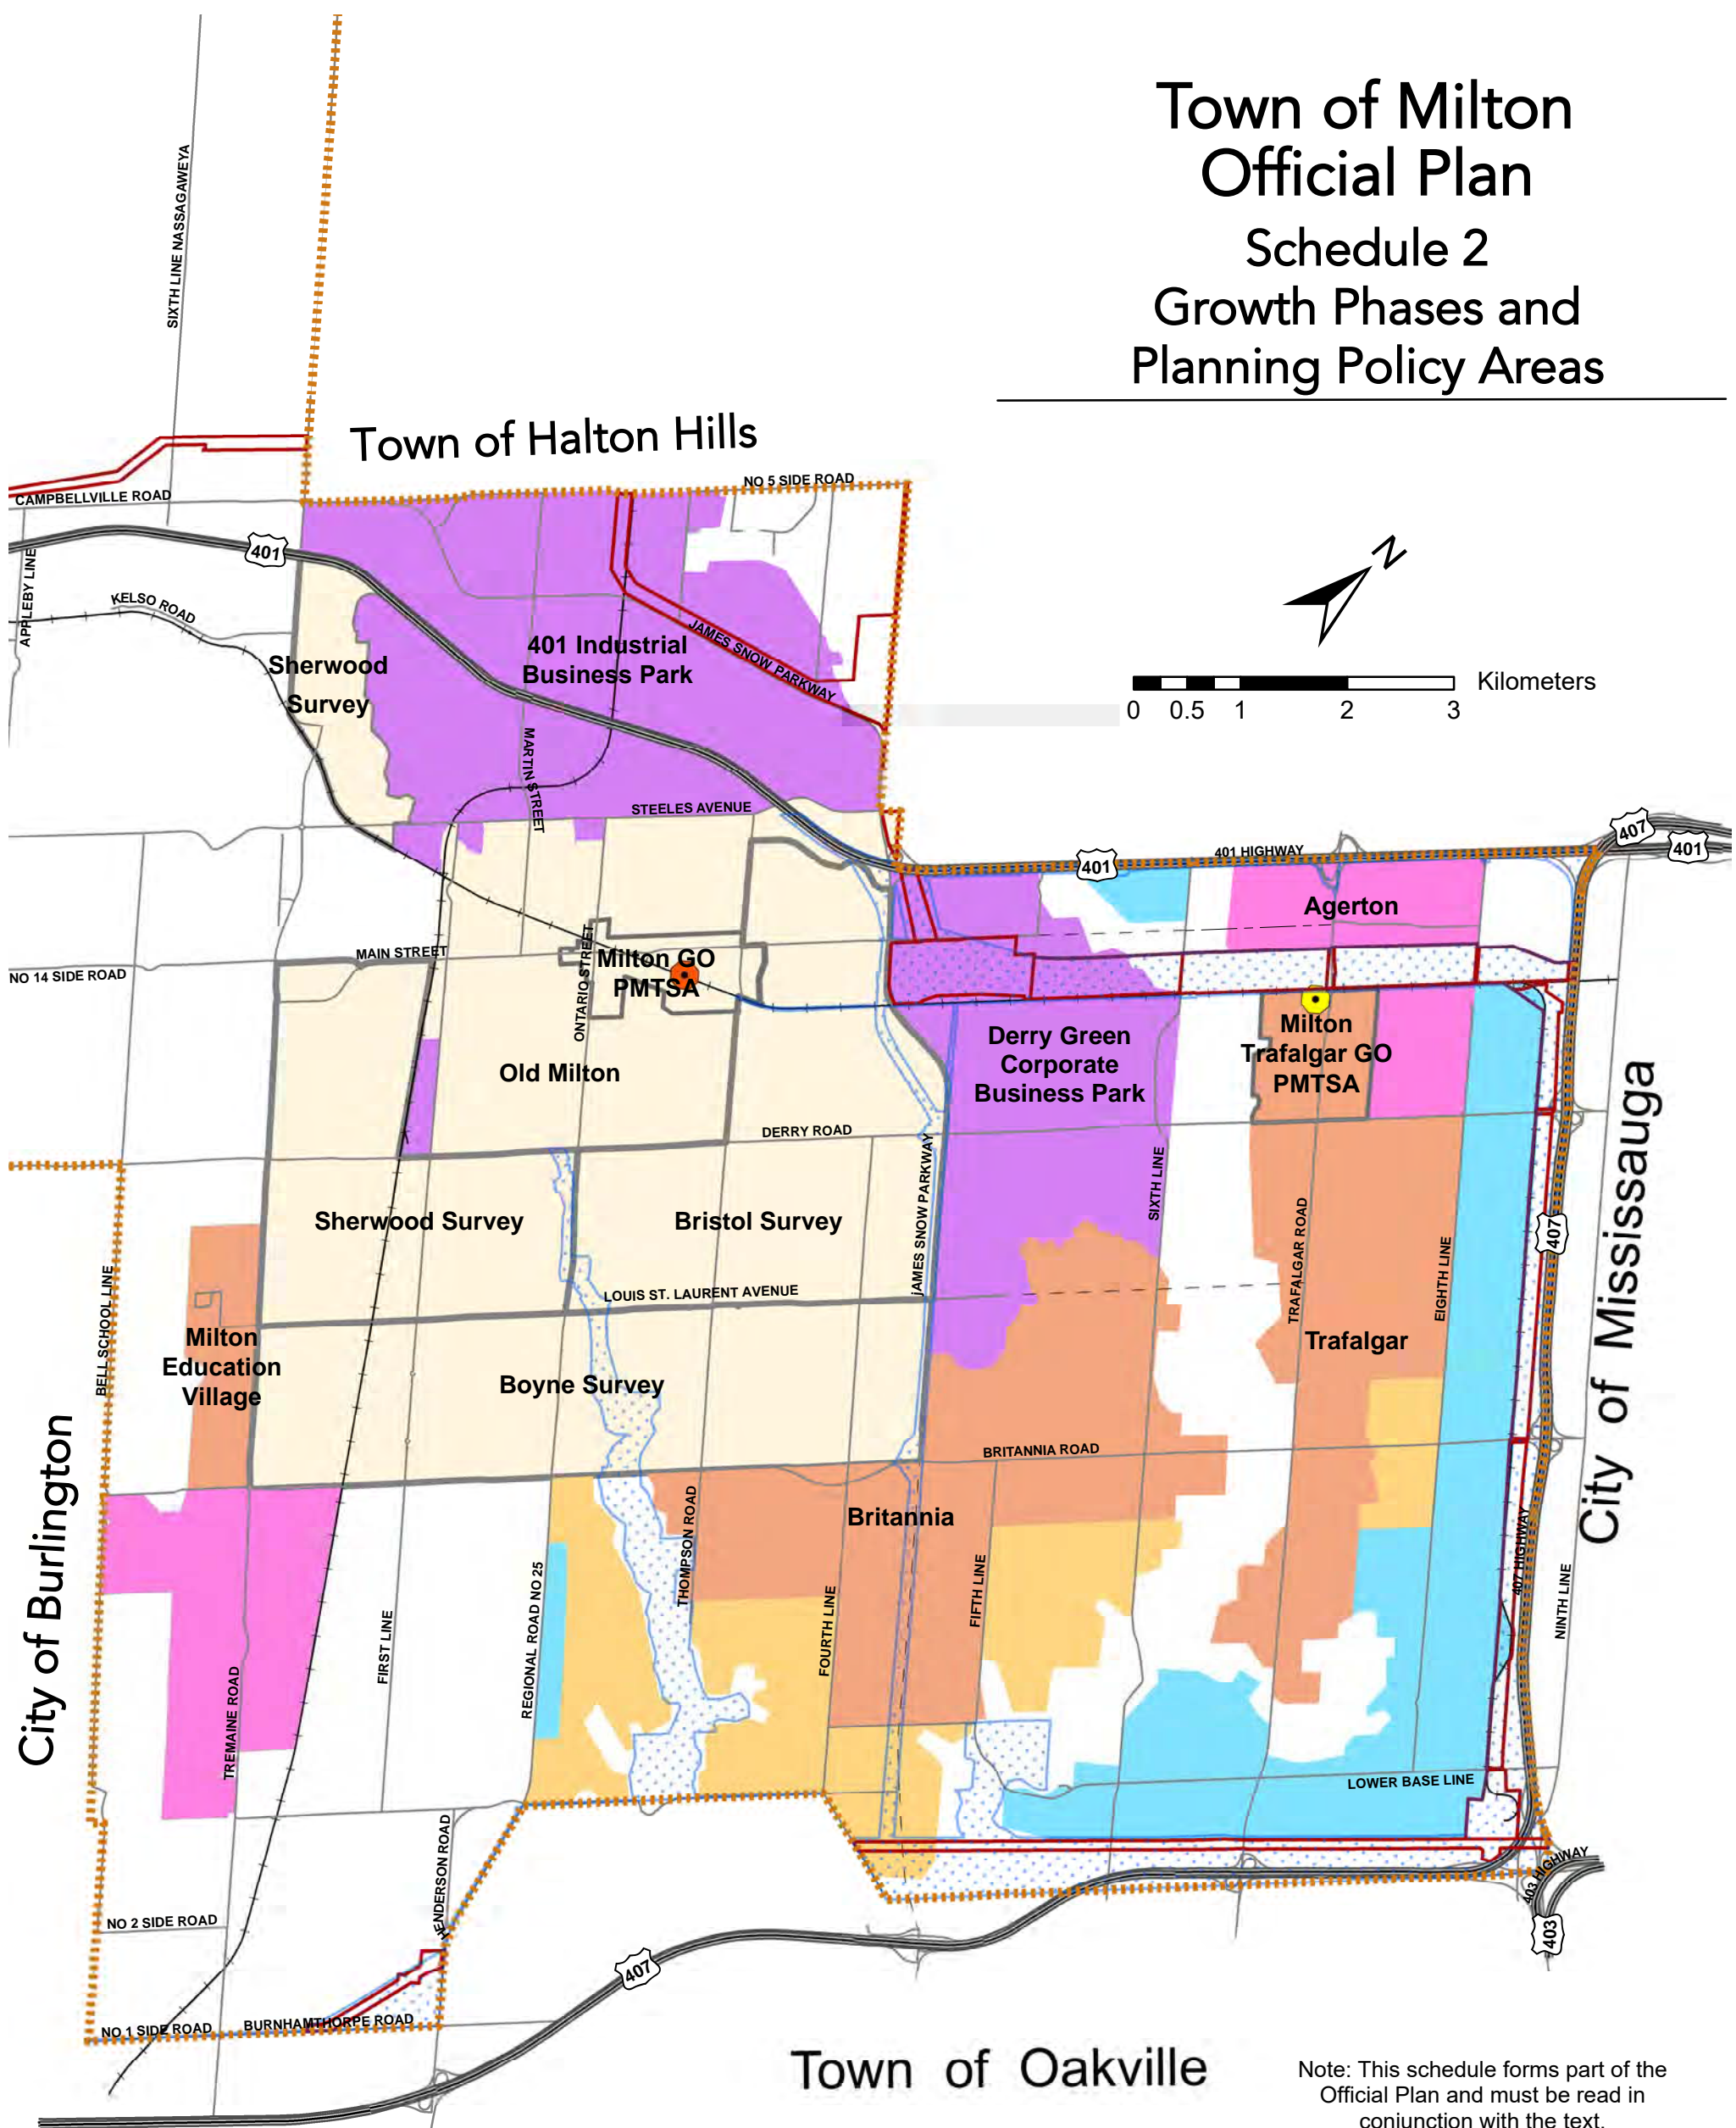 Town of Milton
Official Plan
Schedule 2
Growth Phases and
Planning Policy Areas
SIXTH LINE NASSAGAWEYA
Town of Halton Hills
NO 5 SIDE ROAD
CAMPBELLVILLE ROAD
401
APPLEBY LINE
KELSO ROAD
N
Sherwood
Survey
401 Industrial
Business Park
JAMES SNOW PARKWAY
Kilometers
0 0.5 1 2 3
MARTIN STREET
STEELES AVENUE
407
401
401 HIGHWAY
401
Agerton
MAIN STREET
NO 14 SIDE ROAD
ONTARIO STREET
Milton GO
PMTSA
Derry Green
Corporate
Business Park
Milton
Trafalgar GO
PMTSA
Old Milton
DERRY ROAD
JAMES SNOW PARKWAY
SIXTH LINE
City of Mississauga
Sherwood Survey
Bristol Survey
TRAFALGAR ROAD
EIGHTH LINE
407
BELL SCHOOL LINE
LOUIS ST. LAURENT AVENUE
Milton
Education
Village
Trafalgar
Boyne Survey
BRITANNIA ROAD
City of Burlington
Britannia
THOMPSON ROAD
REGIONAL ROAD NO 25
FOURTH LINE
FIFTH LINE
407 HIGHWAY
NINTH LINE
FIRST LINE
TREMAINE ROAD
LOWER BASE LINE
HENDERSON ROAD
403 HIGHWAY
403
NO 2 SIDE ROAD
407
NO 1 SIDE ROAD
BURNHAMTHORPE ROAD
Town of Oakville
Note: This schedule forms part of the
Official Plan and must be read in
conjunction with the text.